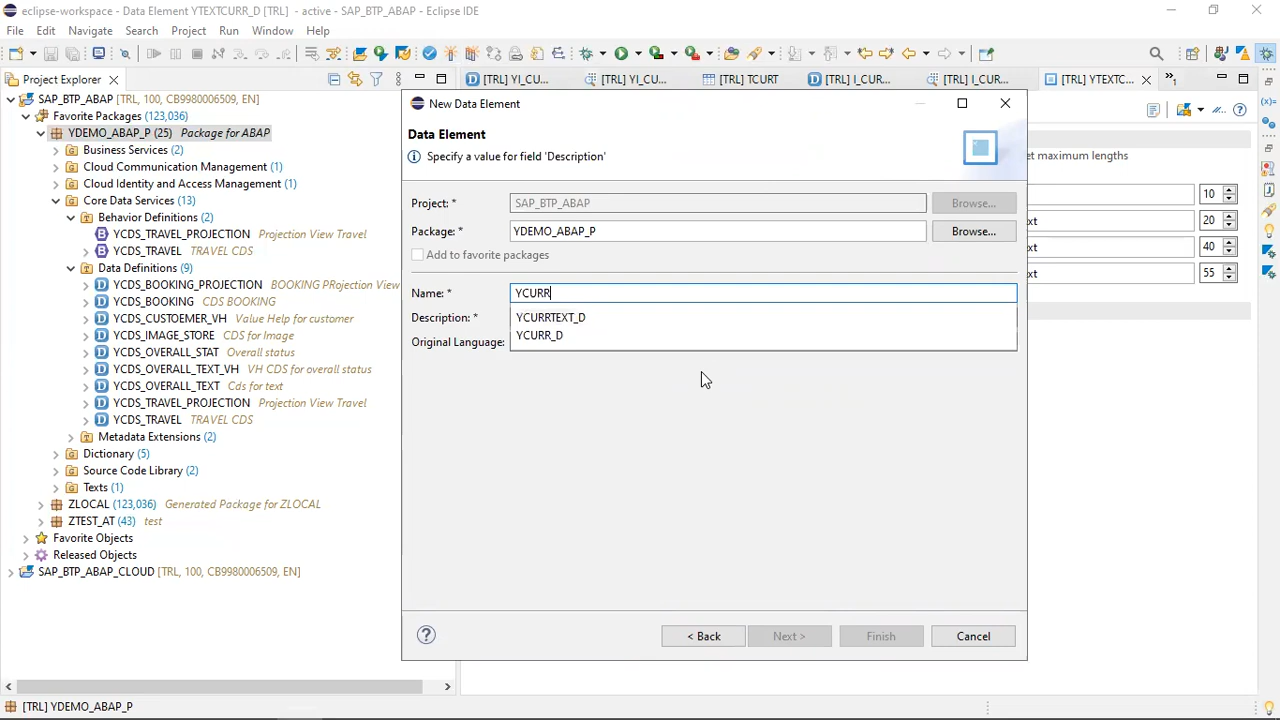 eclipse-workspace - Data Element YTEXTCURR_D [TRL] - active - SAP_BTP_ABAP - Eclipse IDE
File Edit Navigate Search Project Run Window Help
Project Explorer
[TRL] YI_CU...
[TRL] YI_CU...
[TRL] TCURT
[TRL] I_CUR...
[TRL] I_CUR...
[TRL] YTEXTC...
SAP_BTP_ABAP [TRL, 100, CB9980006509, EN]
Favorite Packages (123,036)
YDEMO_ABAP_P (25) Package for ABAP
Business Services (2)
Cloud Communication Management (1)
Cloud Identity and Access Management (1)
Core Data Services (13)
Behavior Definitions (2)
YCDS_TRAVEL_PROJECTION Projection View Travel
YCDS_TRAVEL TRAVEL CDS
Data Definitions (9)
YCDS_BOOKING_PROJECTION BOOKING PRojection View
YCDS_BOOKING CDS BOOKING
YCDS_CUSTOEMER_VH Value Help for customer
YCDS_IMAGE_STORE CDS for Image
YCDS_OVERALL_STAT Overall status
YCDS_OVERALL_TEXT_VH VH CDS for overall status
YCDS_OVERALL_TEXT Cds for text
YCDS_TRAVEL_PROJECTION Projection View Travel
YCDS_TRAVEL TRAVEL CDS
Metadata Extensions (2)
Dictionary (5)
Source Code Library (2)
Texts (1)
ZLOCAL (123,036) Generated Package for ZLOCAL
ZTEST_AT (43) test
Favorite Objects
Released Objects
SAP_BTP_ABAP_CLOUD [TRL, 100, CB9980006509, EN]
New Data Element
Data Element
Specify a value for field 'Description'
Project: * SAP_BTP_ABAP Browse...
Package: * YDEMO_ABAP_P Browse...
Add to favorite packages
Name: * YCURR
Description: * YCURRTEXT_D
YCURR_D
Original Language:
< Back Next > Finish Cancel
et maximum lengths
10
xt 20
xt 40
xt 55
[TRL] YDEMO_ABAP_P